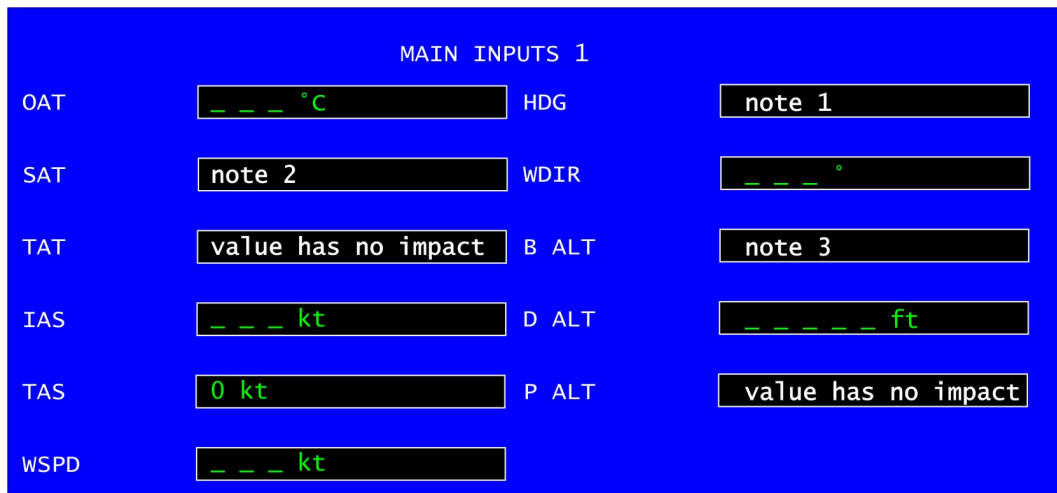 MAIN INPUTS 1
OAT _ _ _ °C HDG note 1
SAT note 2 WDIR _ _ _ °
TAT value has no impact B ALT note 3
IAS _ _ _ kt D ALT _ _ _ _ _ ft
TAS 0 kt P ALT value has no impact
WSPD _ _ _ kt